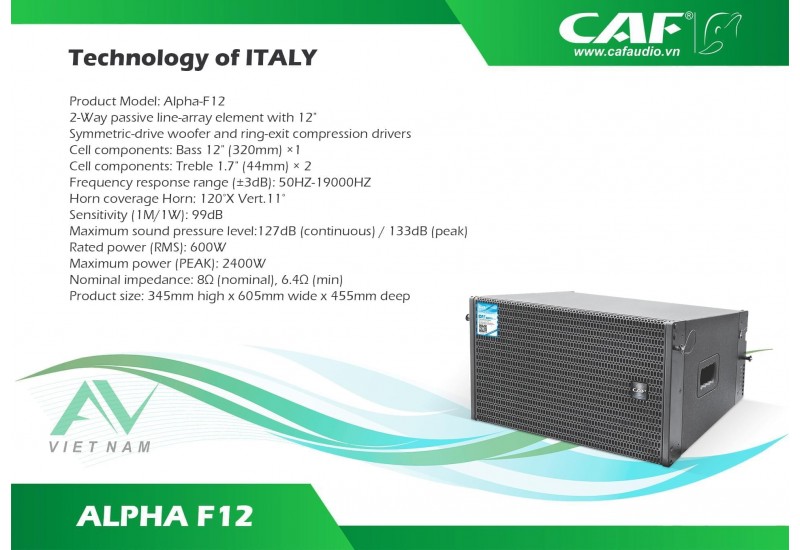 CAF®
www.cafaudio.vn
Technology of ITALY
Product Model: Alpha-F12
2-Way passive line-array element with 12"
Symmetric-drive woofer and ring-exit compression drivers
Cell components: Bass 12" (320mm) ×1
Cell components: Treble 1.7" (44mm) × 2
Frequency response range (±3dB): 50HZ-19000HZ
Horn coverage Horn: 120°X Vert.11°
Sensitivity (1M/1W): 99dB
Maximum sound pressure level:127dB (continuous) / 133dB (peak)
Rated power (RMS): 600W
Maximum power (PEAK): 2400W
Nominal impedance: 8Ω (nominal), 6.4Ω (min)
Product size: 345mm high x 605mm wide x 455mm deep
AV
VIET NAM
CAF
ALPHA F12